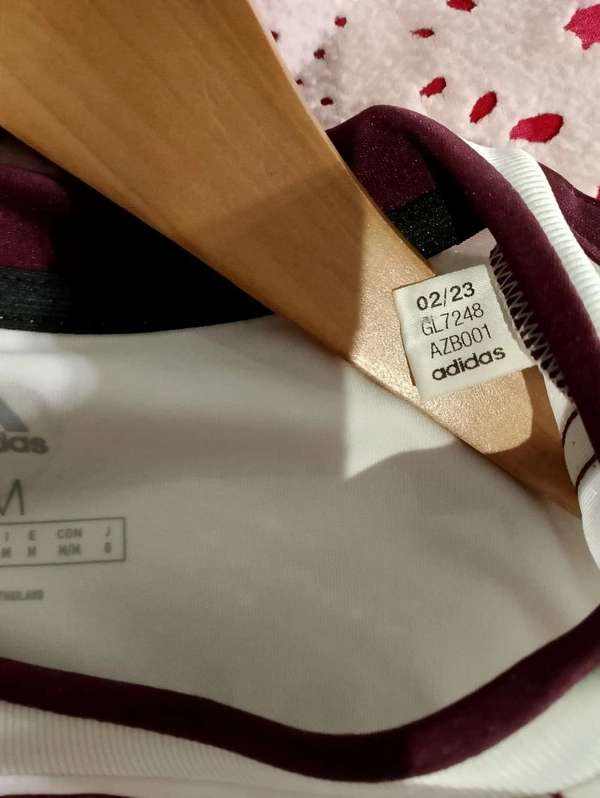 02/23
GL7248
AZB001
adidas
das
M
I E CDN J
M M M/M O
THAILAND